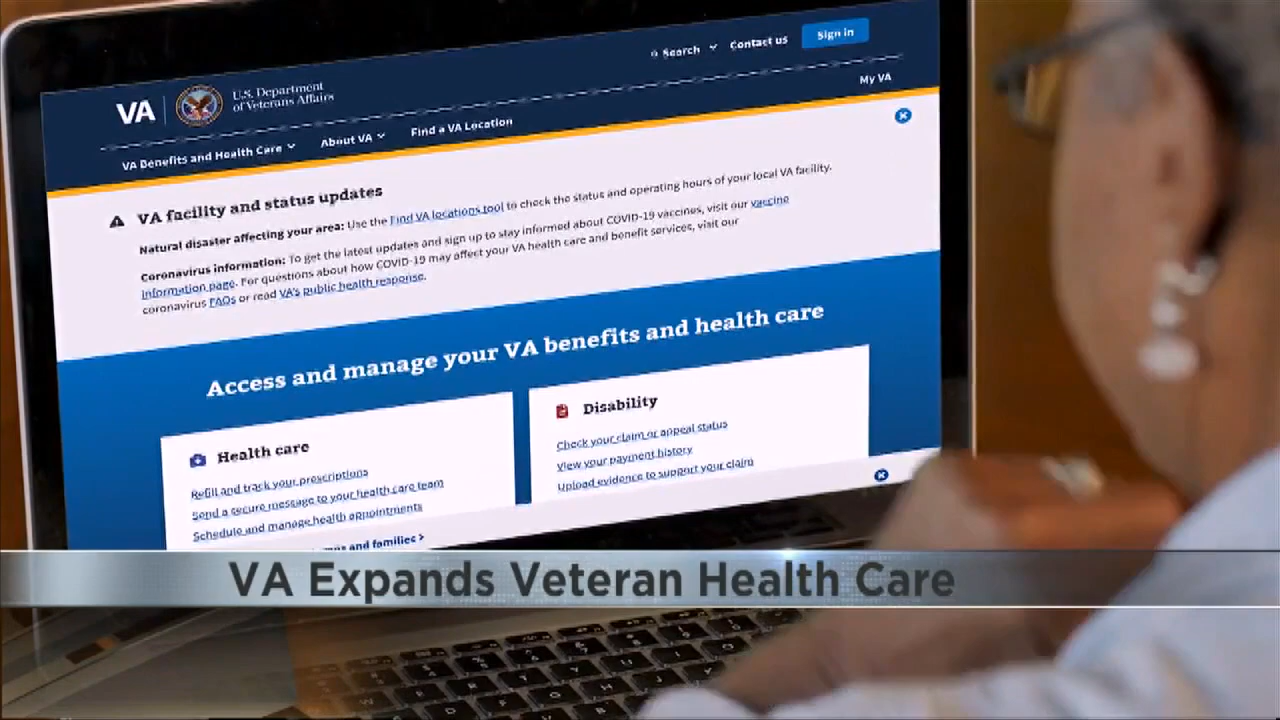 Search Contact us Sign in
VA U.S. Department
of Veterans Affairs
My VA
VA Benefits and Health Care About VA Find a VA Location
VA facility and status updates
Natural disaster affecting your area: Use the Find VA locations tool to check the status and operating hours of your local VA facility.
Coronavirus information: To get the latest updates and sign up to stay informed about COVID-19 vaccines, visit our vaccine
information page. For questions about how COVID-19 may affect your VA health care and benefit services, visit our
coronavirus FAQs or read VA's public health response.
Access and manage your VA benefits and health care
Health care
Refill and track your prescriptions
Send a secure message to your health care team
Schedule and manage health appointments
Disability
Check your claim or appeal status
View your payment history
Upload evidence to support your claim
and families >
VA Expands Veteran Health Care